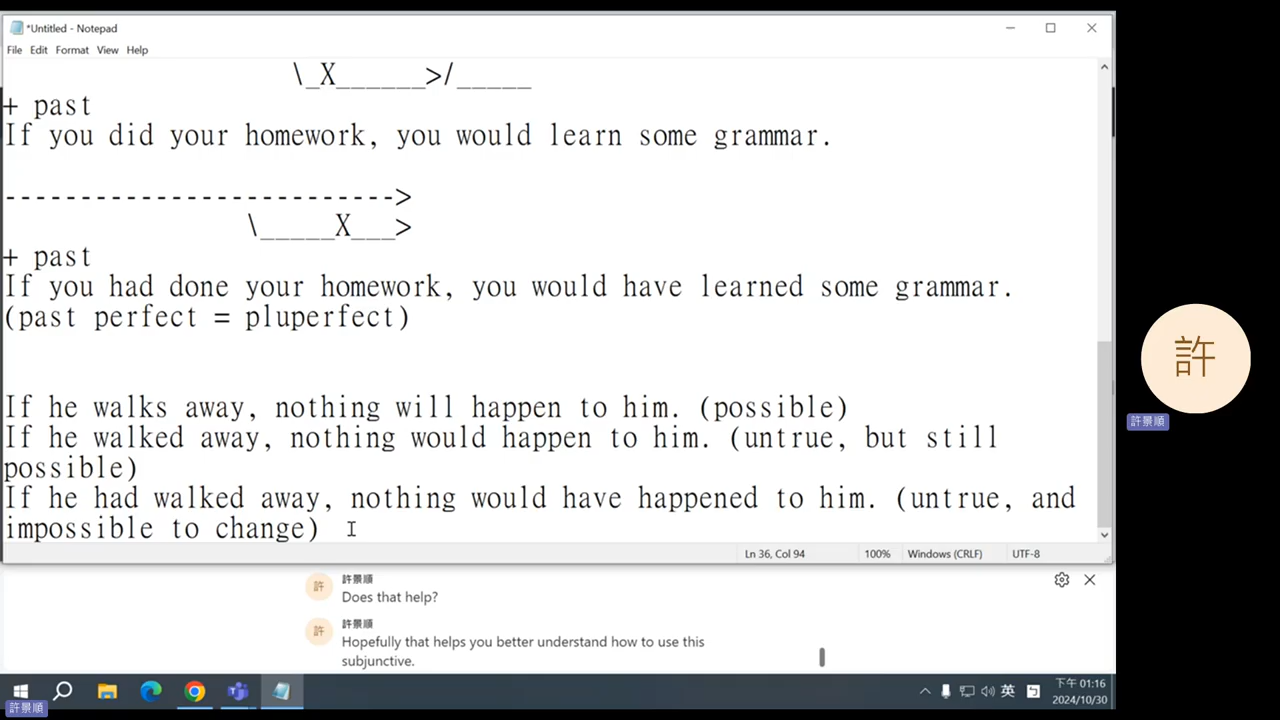 *Untitled - Notepad
File Edit Format View Help
\_X______>/_____
+ past
If you did your homework, you would learn some grammar.
-------------------------->
\_____X___>
+ past
If you had done your homework, you would have learned some grammar.
(past perfect = pluperfect)
If he walks away, nothing will happen to him. (possible)
If he walked away, nothing would happen to him. (untrue, but still
possible)
If he had walked away, nothing would have happened to him. (untrue, and
impossible to change)
Ln 36, Col 94 100% Windows (CRLF) UTF-8
許
許景順
許
許景順
Does that help?
許
許景順
Hopefully that helps you better understand how to use this
subjunctive.
英
下午 01:16
2024/10/30
許景順